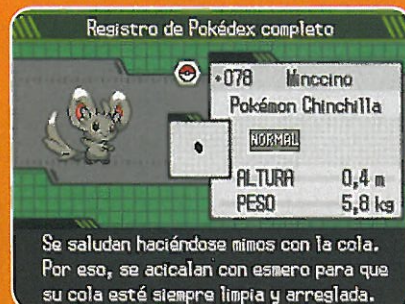 Registro de Pokédex completo
078 Minccino
Pokémon Chinchilla
NORMAL
ALTURA 0,4 m
PESO 5,8 kg
Se saludan haciéndose mimos con la cola.
Por eso, se acicalan con esmero para que
su cola esté siempre limpia y arreglada.